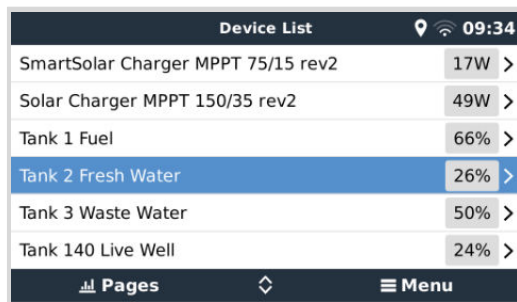 Device List 09:34
SmartSolar Charger MPPT 75/15 rev2 17W
Solar Charger MPPT 150/35 rev2 49W
Tank 1 Fuel 66%
Tank 2 Fresh Water 26%
Tank 3 Waste Water 50%
Tank 140 Live Well 24%
Pages Menu